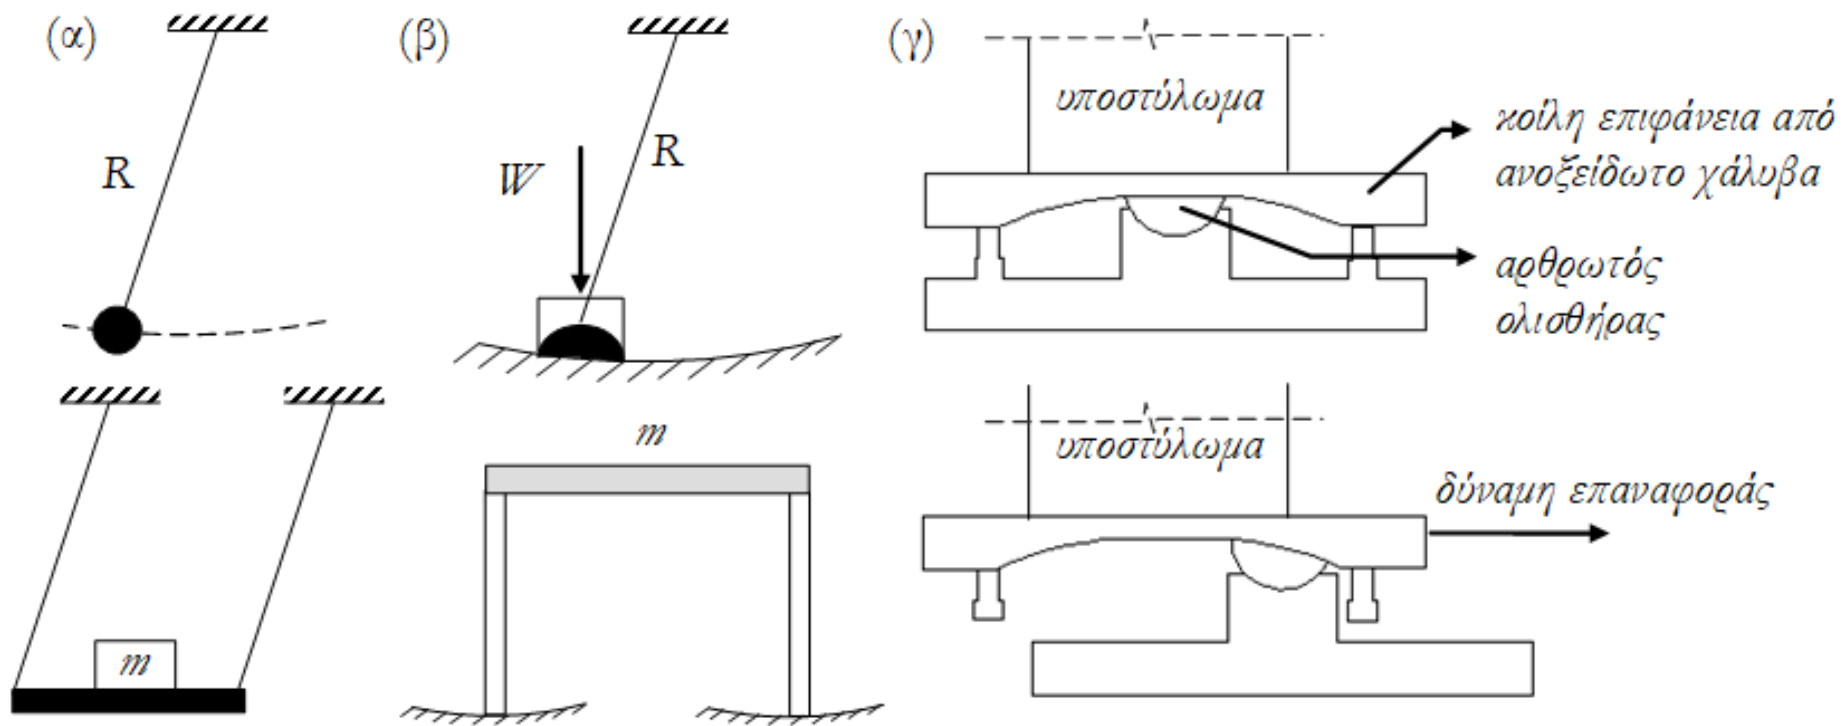 (α)
R
m
(β)
W
R
m
(γ)
υποστύλωμα
κοίλη επιφάνεια από
ανοξείδωτο χάλυβα
αρθρωτός
ολισθήρας
υποστύλωμα
δύναμη επαναφοράς